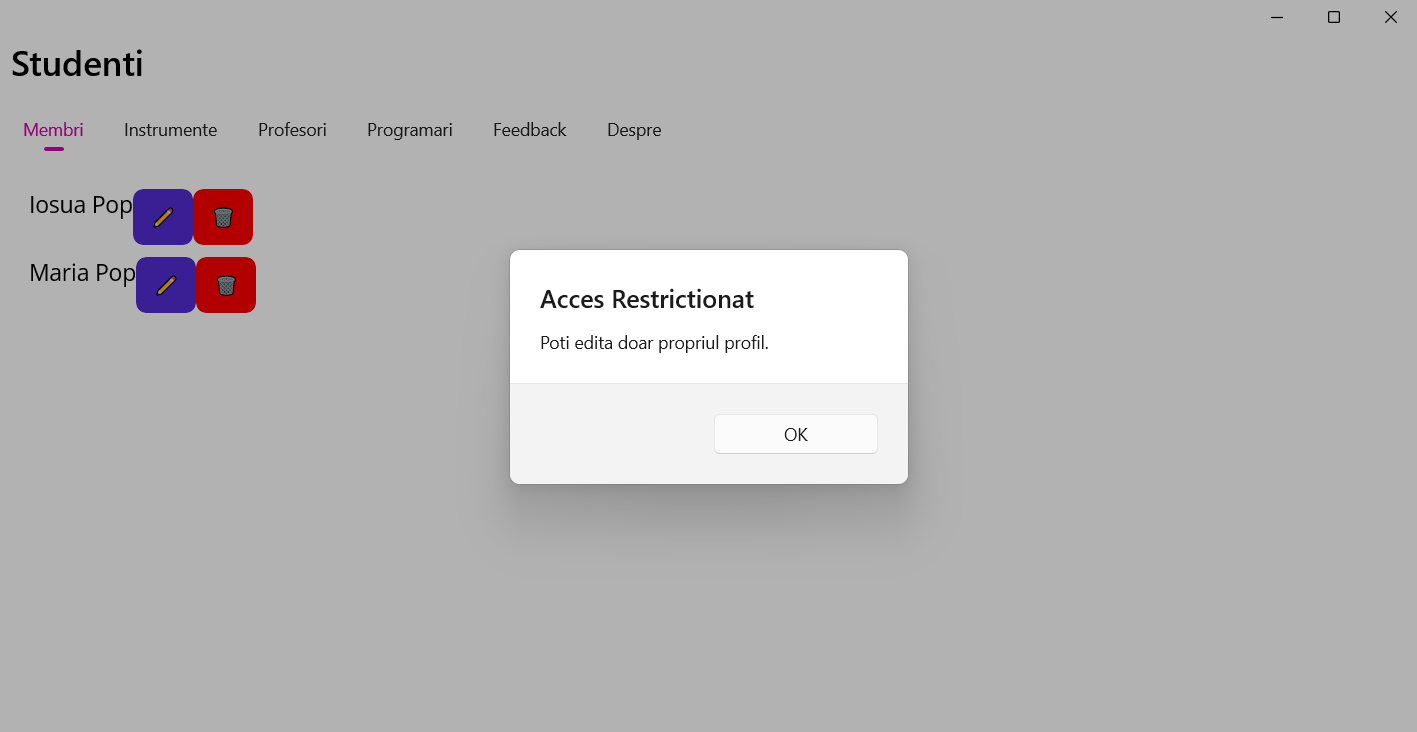 Studenti
Membri Instrumente Profesori Programari Feedback Despre
Iosua Pop
Maria Pop
Acces Restrictionat
Poti edita doar propriul profil.
OK